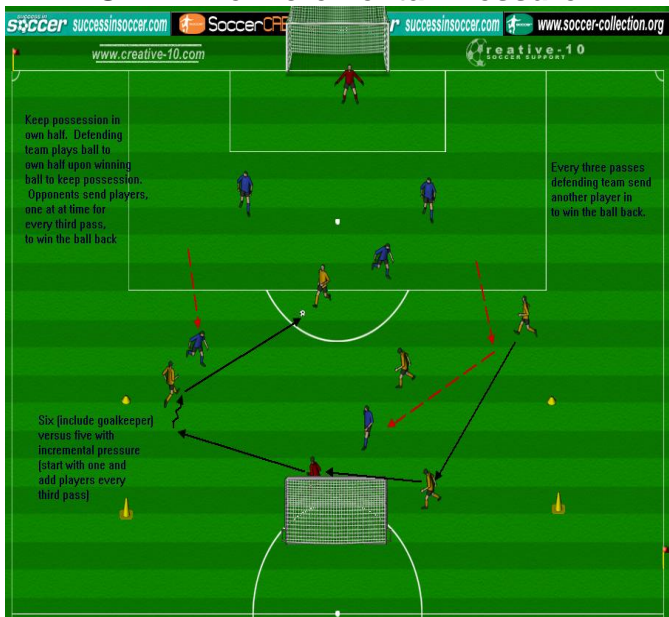 success in
soccer successinsoccer.com
www.soccer-collection.org
www.creative-10.com
Creative-10
SOCCER SUPPORT
Keep possession in
own half. Defending
team plays ball to
own half upon winning
ball to keep possession.
Opponents send players,
one at at time for
every third pass,
to win the ball back
Every three passes
defending team send
another player in
to win the ball back.
Six (include goalkeeper)
versus five with
incremental pressure
(start with one and
add players every
third pass)